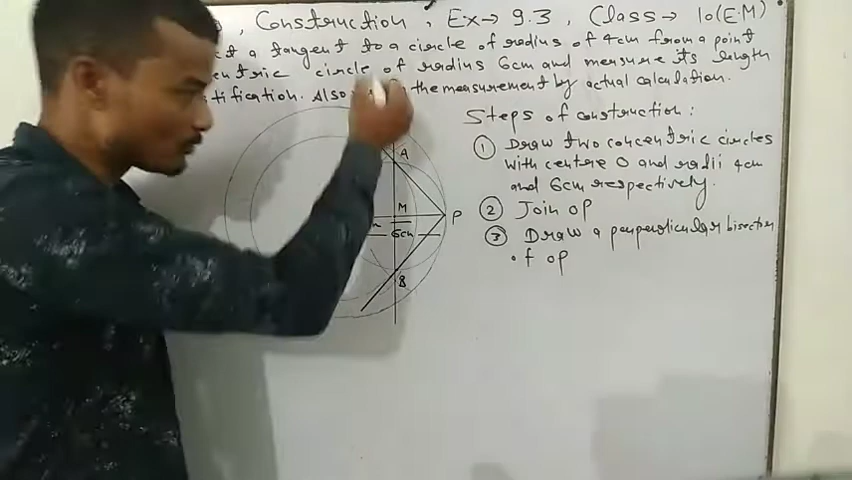 , Construction, Ex→ 9.3, Class→ 10(E.M)
a tangent to a circle of radius of 4cm from a point
circle of radius 6cm and measure its length
Also the measurement by actual calculation.
Steps of construction:
① Draw two concentric circles
with centre O and radii 4cm
and 6cm respectively.
② Join OP
③ Draw a perpendicular bisector
of OP
A
M
P
6cm
B